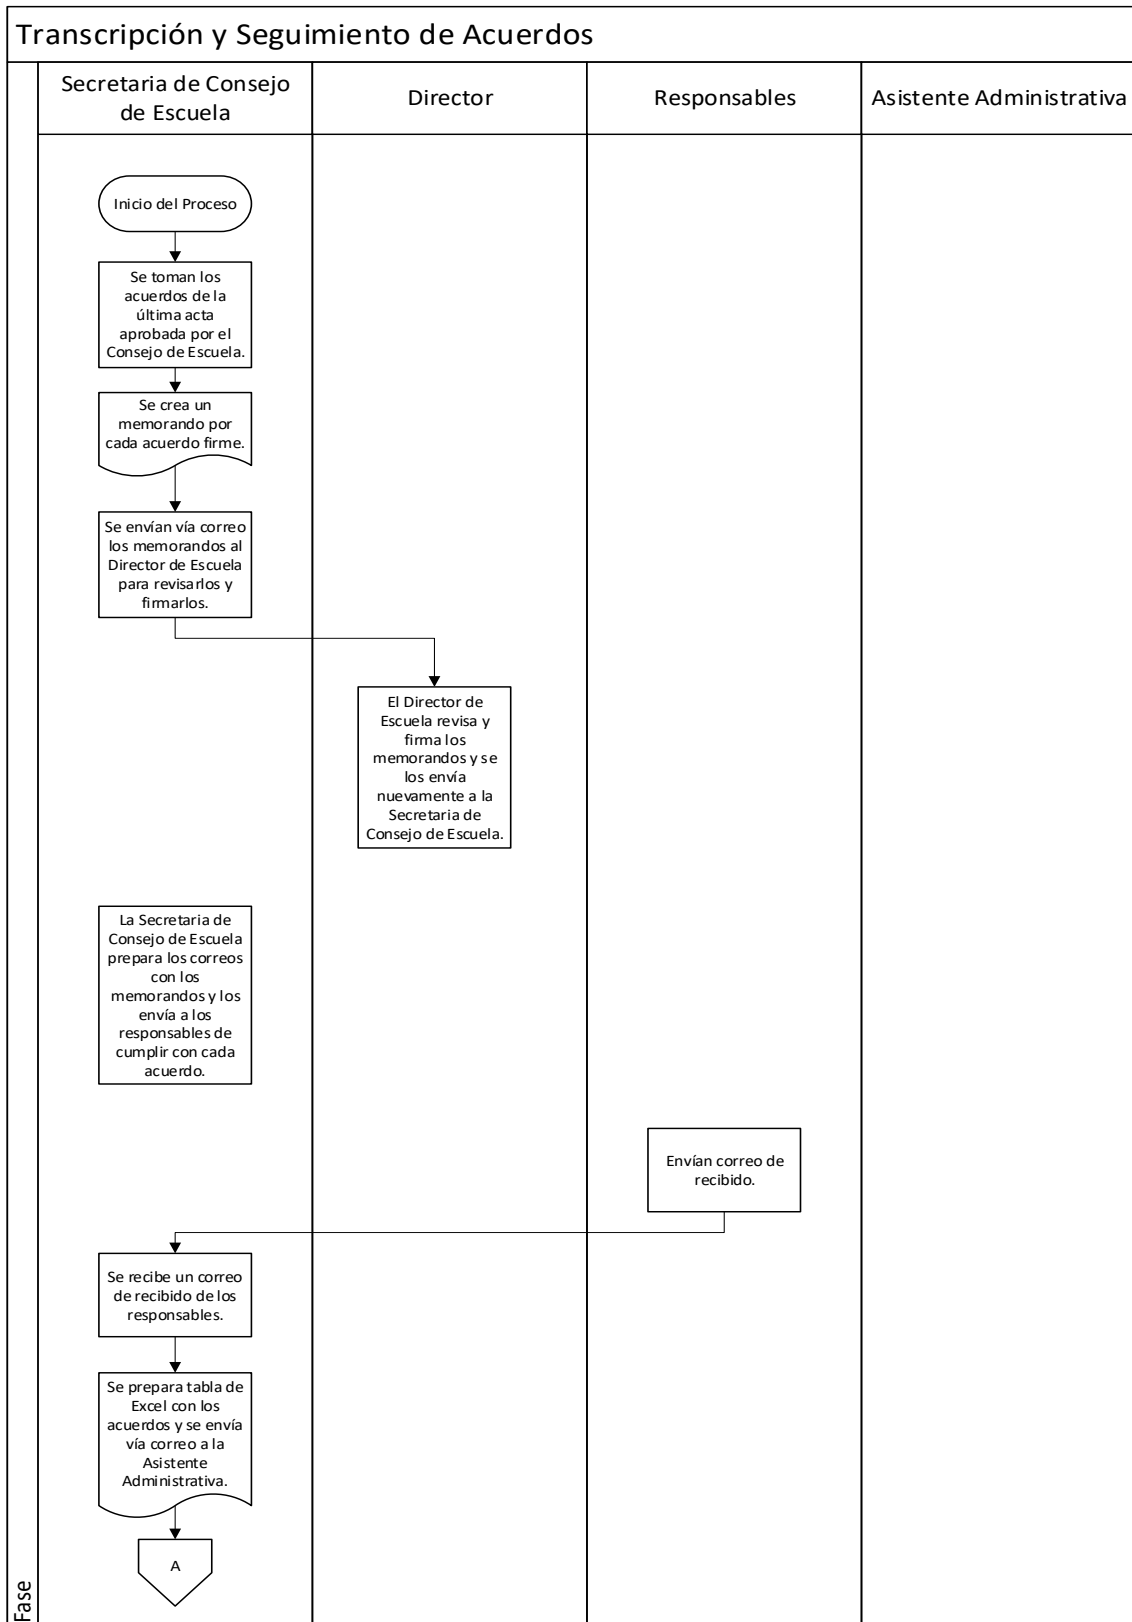 Transcripción y Seguimiento de Acuerdos
Secretaria de Consejo
de Escuela
Director
Responsables
Asistente Administrativa
Inicio del Proceso
Se toman los
acuerdos de la
última acta
aprobada por el
Consejo de Escuela.
Se crea un
memorando por
cada acuerdo firme.
Se envían vía correo
los memorandos al
Director de Escuela
para revisarlos y
firmarlos.
El Director de
Escuela revisa y
firma los
memorandos y se
los envía
nuevamente a la
Secretaria de
Consejo de Escuela.
La Secretaria de
Consejo de Escuela
prepara los correos
con los
memorandos y los
envía a los
responsables de
cumplir con cada
acuerdo.
Envían correo de
recibido.
Se recibe un correo
de recibido de los
responsables.
Se prepara tabla de
Excel con los
acuerdos y se envía
vía correo a la
Asistente
Administrativa.
A
Fase